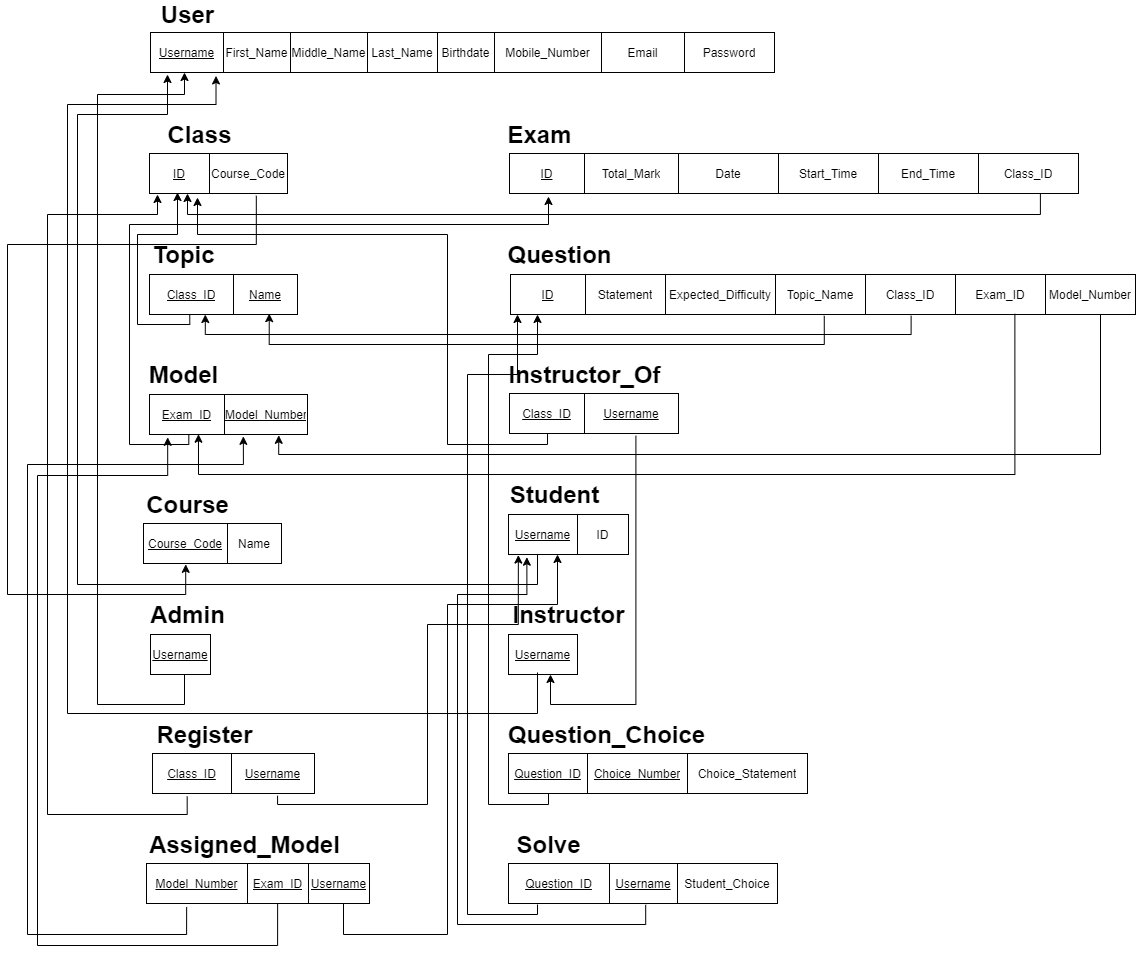 User
Username First_Name Middle_Name Last_Name Birthdate Mobile_Number Email Password
Class
ID Course_Code
Exam
ID Total_Mark Date Start_Time End_Time Class_ID
Topic
Class_ID Name
Question
ID Statement Expected_Difficulty Topic_Name Class_ID Exam_ID Model_Number
Model
Exam_ID Model_Number
Instructor_Of
Class_ID Username
Course
Course_Code Name
Student
Username ID
Admin
Username
Instructor
Username
Register
Class_ID Username
Question_Choice
Question_ID Choice_Number Choice_Statement
Assigned_Model
Model_Number Exam_ID Username
Solve
Question_ID Username Student_Choice